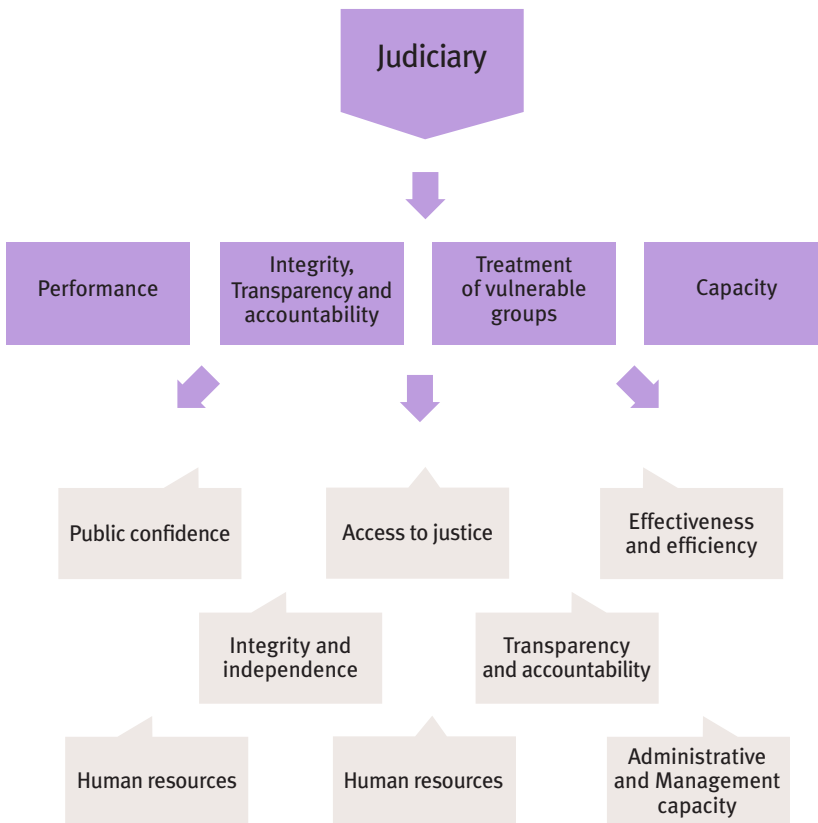 Judiciary
Performance
Integrity,
Transparency and
accountability
Treatment
of vulnerable
groups
Capacity
Public confidence
Access to justice
Effectiveness
and efficiency
Integrity and
independence
Transparency
and accountability
Human resources
Human resources
Administrative
and Management
capacity